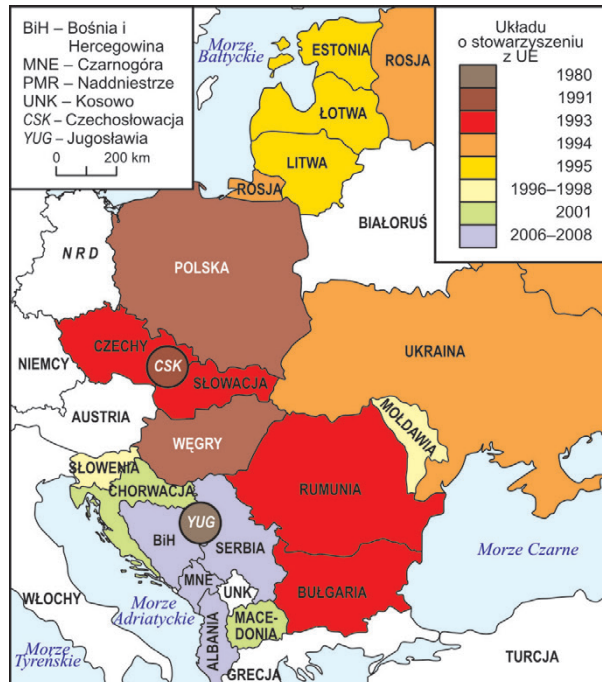 BiH – Bośnia i
Hercegowina
MNE – Czarnogóra
PMR – Naddniestrze
UNK – Kosowo
CSK – Czechosłowacja
YUG – Jugosławia
0 200 km
Układu
o stowarzyszeniu
z UE
1980
1991
1993
1994
1995
1996–1998
2001
2006–2008
Morze
Bałtyckie
ESTONIA
ROSJA
ŁOTWA
LITWA
ROSJA
BIAŁORUŚ
NRD
POLSKA
UKRAINA
CZECHY
CSK
NIEMCY
SŁOWACJA
AUSTRIA
MOŁDAWIA
WĘGRY
SŁOWENIA
CHORWACJA
RUMUNIA
YUG
BiH
SERBIA
Morze Czarne
MNE
UNK
BUŁGARIA
WŁOCHY
Morze
Adriatyckie
MACE-
DONIA
ALBANIA
Morze
Tyreńskie
GRECJA
TURCJA